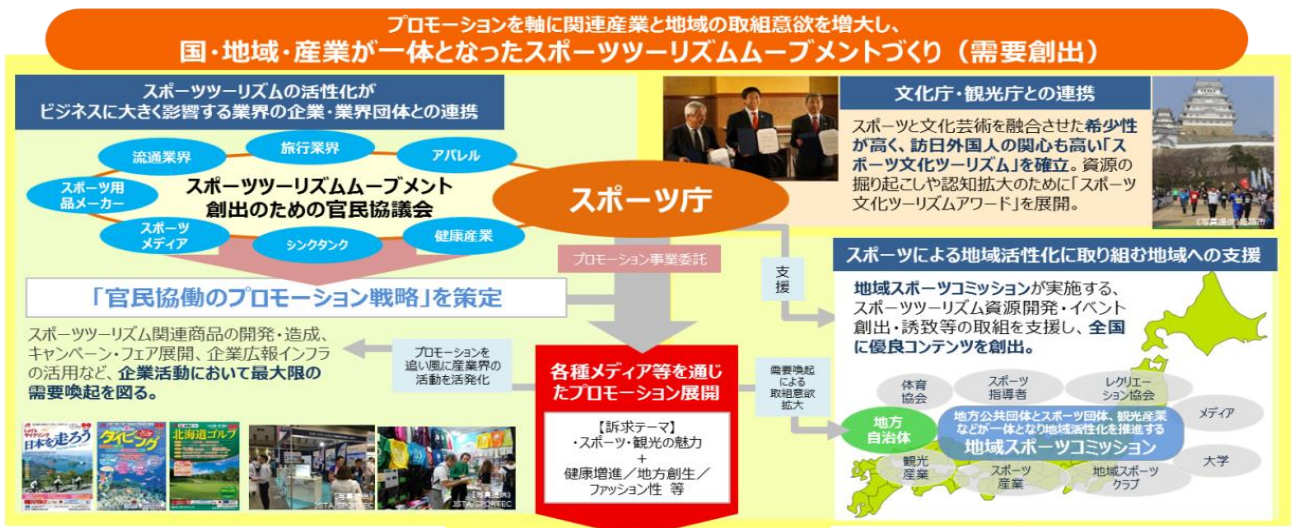 プロモーションを軸に関連産業と地域の取組意欲を増大し、
国・地域・産業が一体となったスポーツツーリズムムーブメントづくり（需要創出）
スポーツツーリズムの活性化が
ビジネスに大きく影響する業界の企業・業界団体との連携
流通業界
旅行業界
アパレル
スポーツ用
品メーカー
スポーツツーリズムムーブメント
創出のための官民協議会
スポーツ
メディア
シンクタンク
健康産業
スポーツ庁
プロモーション事業委託
「官民協働のプロモーション戦略」を策定
スポーツツーリズム関連商品の開発・造成、
キャンペーン・フェア展開、企業広報インフラ
の活用など、企業活動において最大限の
需要喚起を図る。
プロモーションを
追い風に産業界の
活動を活発化
各種メディア等を通じ
たプロモーション展開
【訴求テーマ】
・スポーツ・観光の魅力
＋
健康増進／地方創生／
ファッション性 等
日本を走ろう
ダイビング
北海道ゴルフ
【写真提供】
JSTA/SPORTEC
【写真提供】
JSTA/SPORTEC
文化庁・観光庁との連携
スポーツと文化芸術を融合させた希少性
が高く、訪日外国人の関心も高い「ス
ポーツ文化ツーリズム」を確立。資源の
掘り起こしや認知拡大のために「スポーツ
文化ツーリズムアワード」を展開。
支
援
スポーツによる地域活性化に取り組む地域への支援
地域スポーツコミッションが実施する、
スポーツツーリズム資源開発・イベント
創出・誘致等の取組を支援し、全国
に優良コンテンツを創出。
需要喚起
による
取組意欲
拡大
体育
協会
スポーツ
指導者
レクリエー
ション協会
メディア
地方
自治体
地方公共団体とスポーツ団体、観光産業
などが一体となり地域活性化を推進する
地域スポーツコミッション
大学
観光
産業
スポーツ
産業
地域スポーツ
クラブ